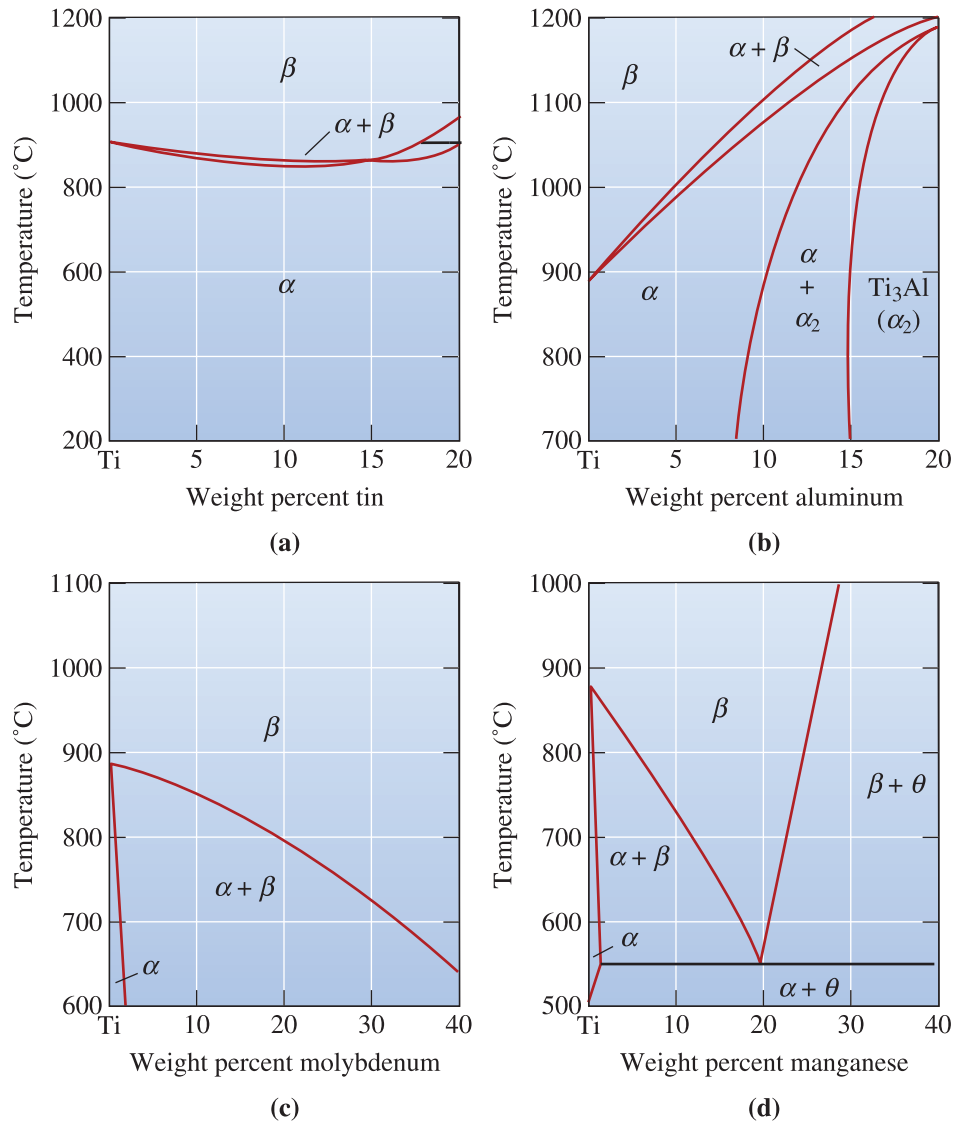 1200
1000
800
600
400
200
Temperature (°C)
β
α + β
α
Ti
5
10
15
20
Weight percent tin
(a)
1200
1100
1000
900
800
700
Temperature (°C)
α + β
β
α
α
+
α₂
Ti₃Al
(α₂)
Ti
5
10
15
20
Weight percent aluminum
(b)
1100
1000
900
800
700
600
Temperature (°C)
β
α + β
α
Ti
10
20
30
40
Weight percent molybdenum
(c)
1000
900
800
700
600
500
Temperature (°C)
β
β + θ
α + β
α
α + θ
Ti
10
20
30
40
Weight percent manganese
(d)